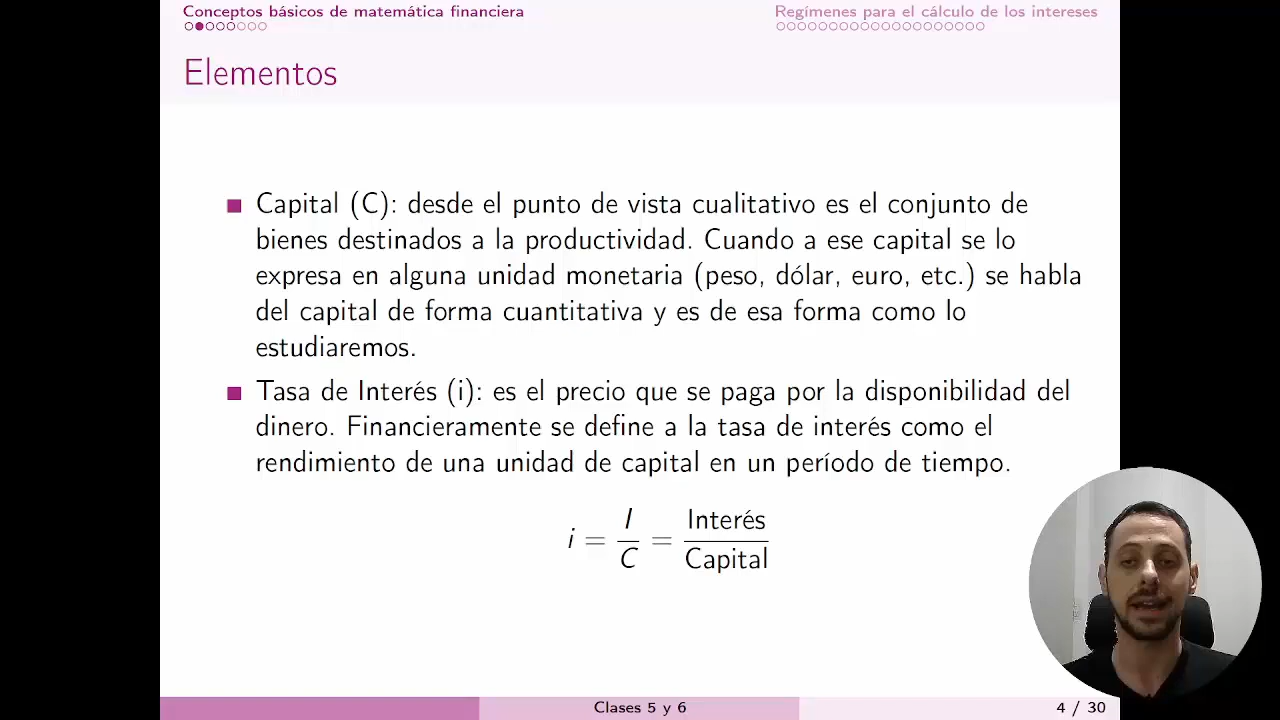 Conceptos básicos de matemática financiera
Regímenes para el cálculo de los intereses
Elementos
Capital (C): desde el punto de vista cualitativo es el conjunto de
bienes destinados a la productividad. Cuando a ese capital se lo
expresa en alguna unidad monetaria (peso, dólar, euro, etc.) se habla
del capital de forma cuantitativa y es de esa forma como lo
estudiaremos.
Tasa de Interés (i): es el precio que se paga por la disponibilidad del
dinero. Financieramente se define a la tasa de interés como el
rendimiento de una unidad de capital en un período de tiempo.
i = I/C = Interés/Capital
Clases 5 y 6
4 / 30